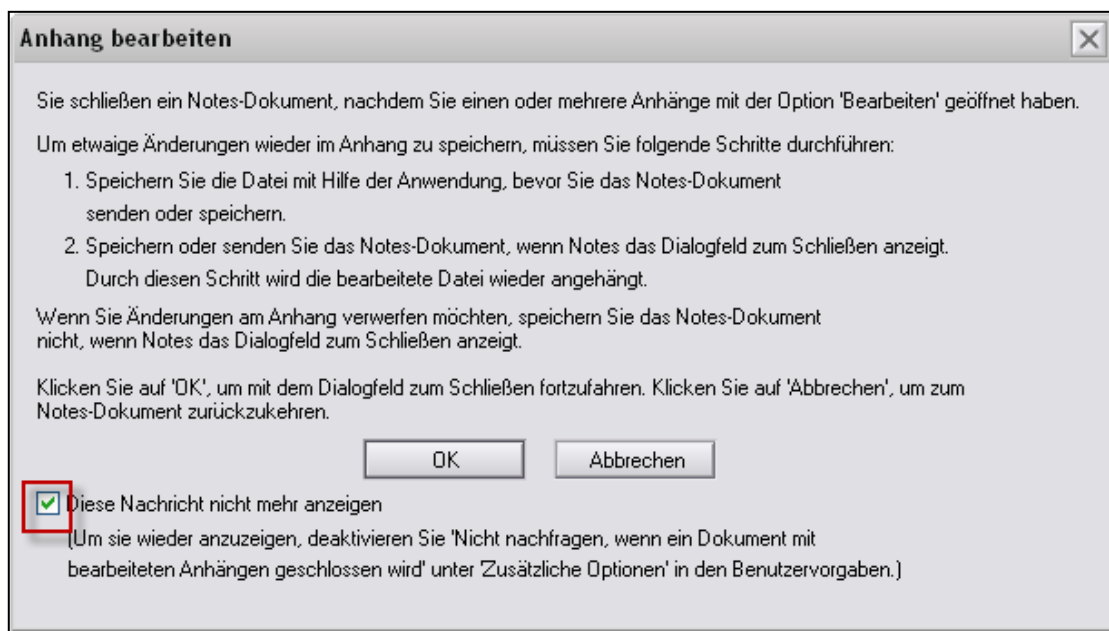 Anhang bearbeiten
Sie schließen ein Notes-Dokument, nachdem Sie einen oder mehrere Anhänge mit der Option 'Bearbeiten' geöffnet haben.
Um etwaige Änderungen wieder im Anhang zu speichern, müssen Sie folgende Schritte durchführen:
1. Speichern Sie die Datei mit Hilfe der Anwendung, bevor Sie das Notes-Dokument
senden oder speichern.
2. Speichern oder senden Sie das Notes-Dokument, wenn Notes das Dialogfeld zum Schließen anzeigt.
Durch diesen Schritt wird die bearbeitete Datei wieder angehängt.
Wenn Sie Änderungen am Anhang verwerfen möchten, speichern Sie das Notes-Dokument
nicht, wenn Notes das Dialogfeld zum Schließen anzeigt.
Klicken Sie auf 'OK', um mit dem Dialogfeld zum Schließen fortzufahren. Klicken Sie auf 'Abbrechen', um zum
Notes-Dokument zurückzukehren.
OK Abbrechen
Diese Nachricht nicht mehr anzeigen
(Um sie wieder anzuzeigen, deaktivieren Sie 'Nicht nachfragen, wenn ein Dokument mit
bearbeiteten Anhängen geschlossen wird' unter 'Zusätzliche Optionen' in den Benutzervorgaben.)